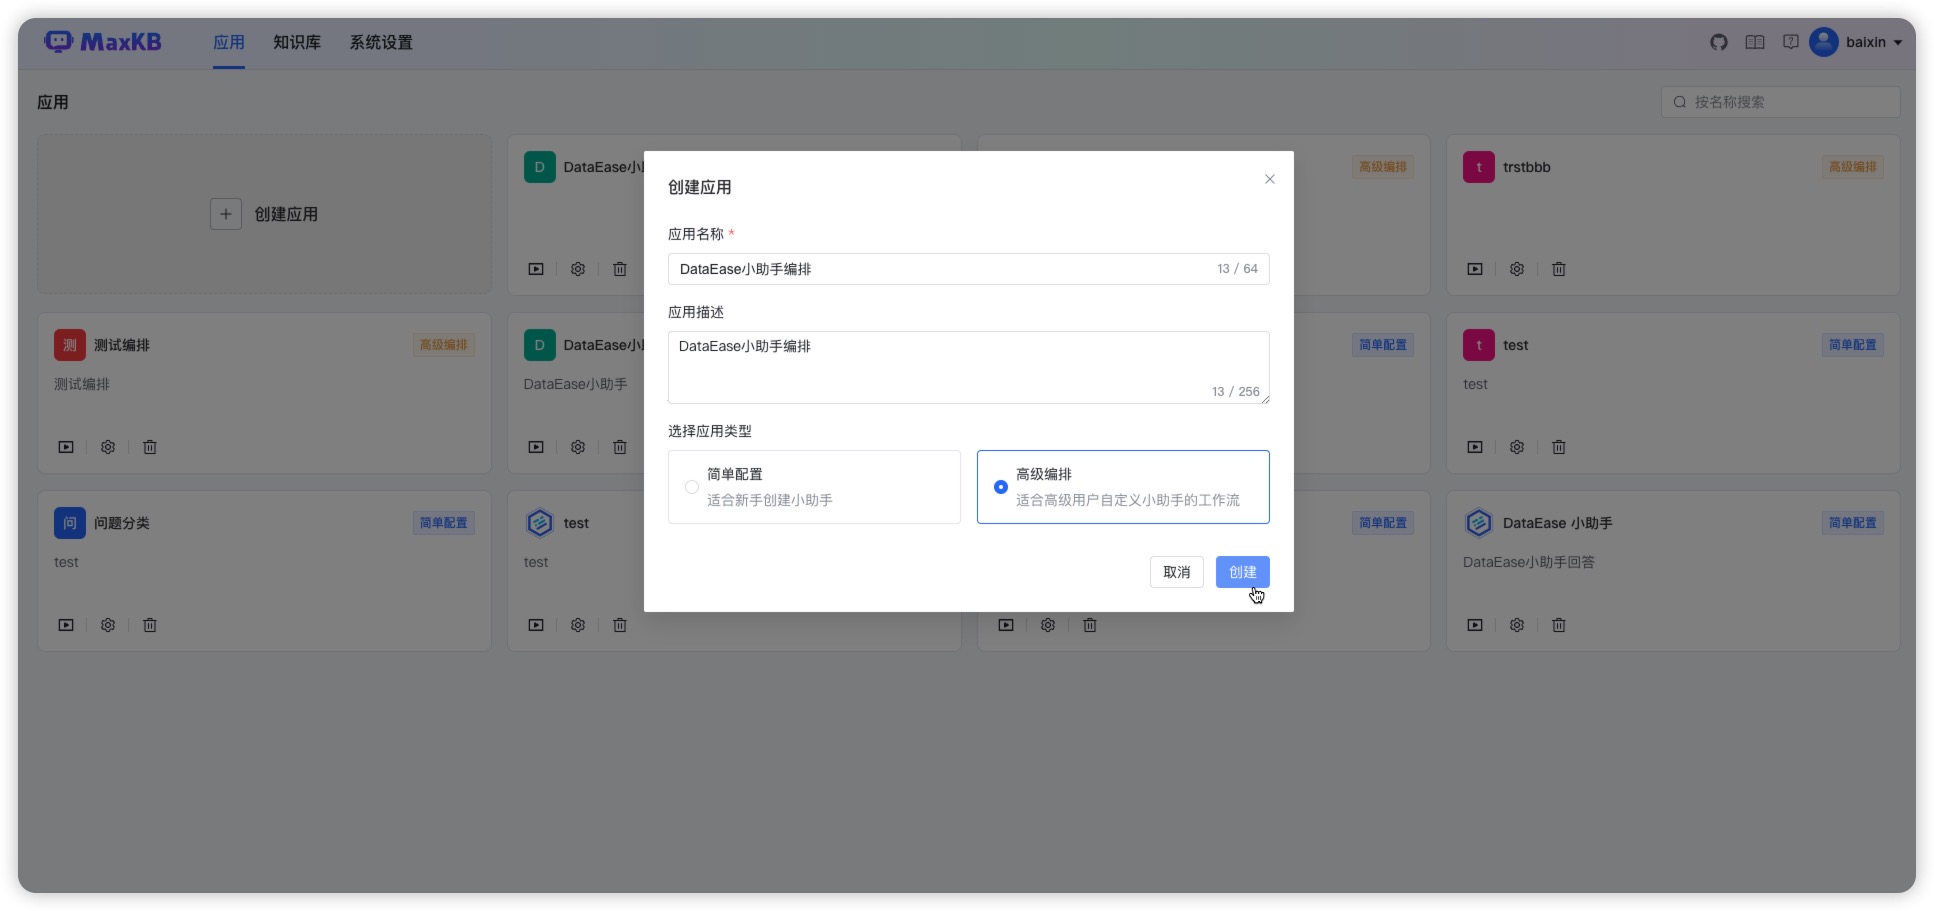 MaxKB 应用 知识库 系统设置 baixin
应用 按名称搜索
创建应用
D DataEase小
高级编排
t trstbbb 高级编排
创建应用
应用名称 *
DataEase小助手编排 13 / 64
应用描述
DataEase小助手编排
13 / 256
选择应用类型
简单配置
适合新手创建小助手
高级编排
适合高级用户自定义小助手的工作流
取消 创建
测 测试编排 高级编排
测试编排
D DataEase小
DataEase小助手
简单配置
t test 简单配置
test
问 问题分类 简单配置
test
test
test
简单配置
DataEase 小助手 简单配置
DataEase小助手回答